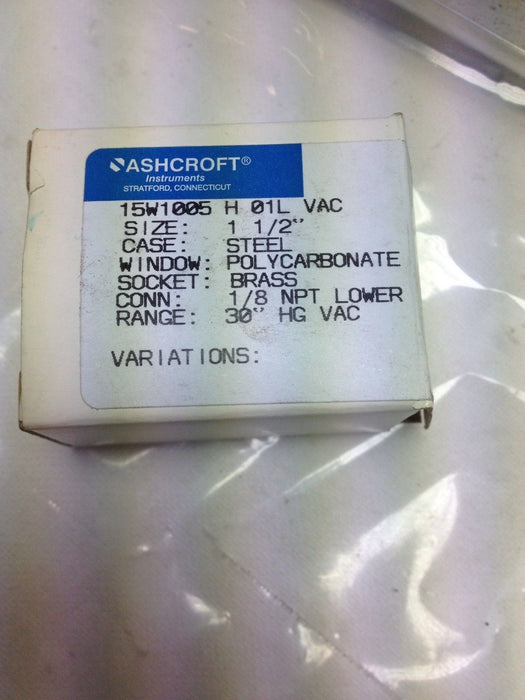 ASHCROFT®
Instruments
STRATFORD, CONNECTICUT
15W1005 H 01L VAC
SIZE: 1 1/2"
CASE: STEEL
WINDOW: POLYCARBONATE
SOCKET: BRASS
CONN: 1/8 NPT LOWER
RANGE: 30" HG VAC
VARIATIONS: